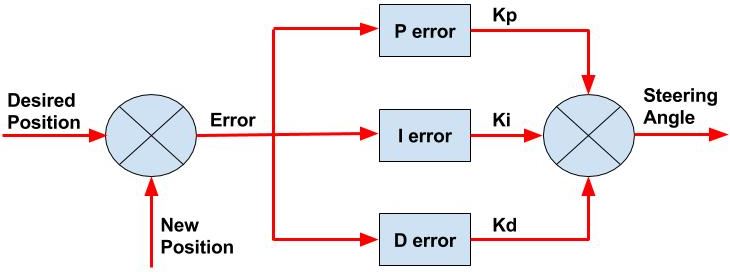 Desired
Position
Error
New
Position
P error
Kp
I error
Ki
D error
Kd
Steering
Angle